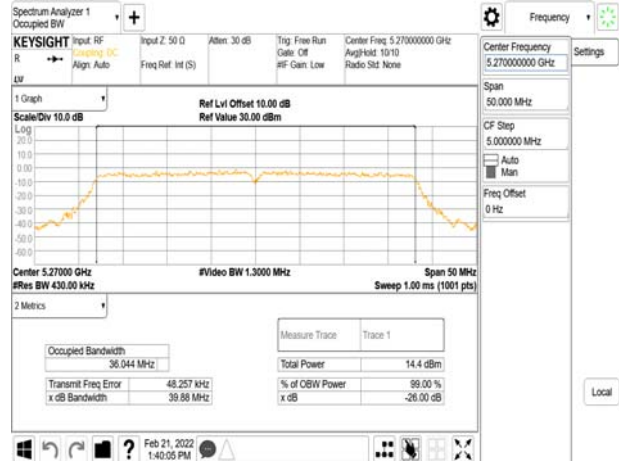 Spectrum Analyzer 1
Occupied BW
Frequency
KEYSIGHT Input: RF Input Z: 50 Ω Atten: 30 dB Trig: Free Run Center Freq: 5.270000000 GHz
Coupling: DC Gate: Off Avg|Hold: 10/10
R Align: Auto Freq Ref: Int (S) #IF Gain: Low Radio Std: None
Center Frequency
5.270000000 GHz
Settings
Span
50.000 MHz
CF Step
5.000000 MHz
Auto
Man
Freq Offset
0 Hz
Local
1 Graph
Ref Lvl Offset 10.00 dB
Scale/Div 10.0 dB Ref Value 30.00 dBm
Log
20.0
10.0
0.00
-10.0
-20.0
-30.0
-40.0
-50.0
-60.0
Center 5.27000 GHz #Video BW 1.3000 MHz Span 50 MHz
#Res BW 430.00 kHz Sweep 1.00 ms (1001 pts)
2 Metrics
Measure Trace Trace 1
Occupied Bandwidth
36.044 MHz Total Power 14.4 dBm
Transmit Freq Error 48.257 kHz % of OBW Power 99.00 %
x dB Bandwidth 39.88 MHz x dB -26.00 dB
Feb 21, 2022
1:40:05 PM